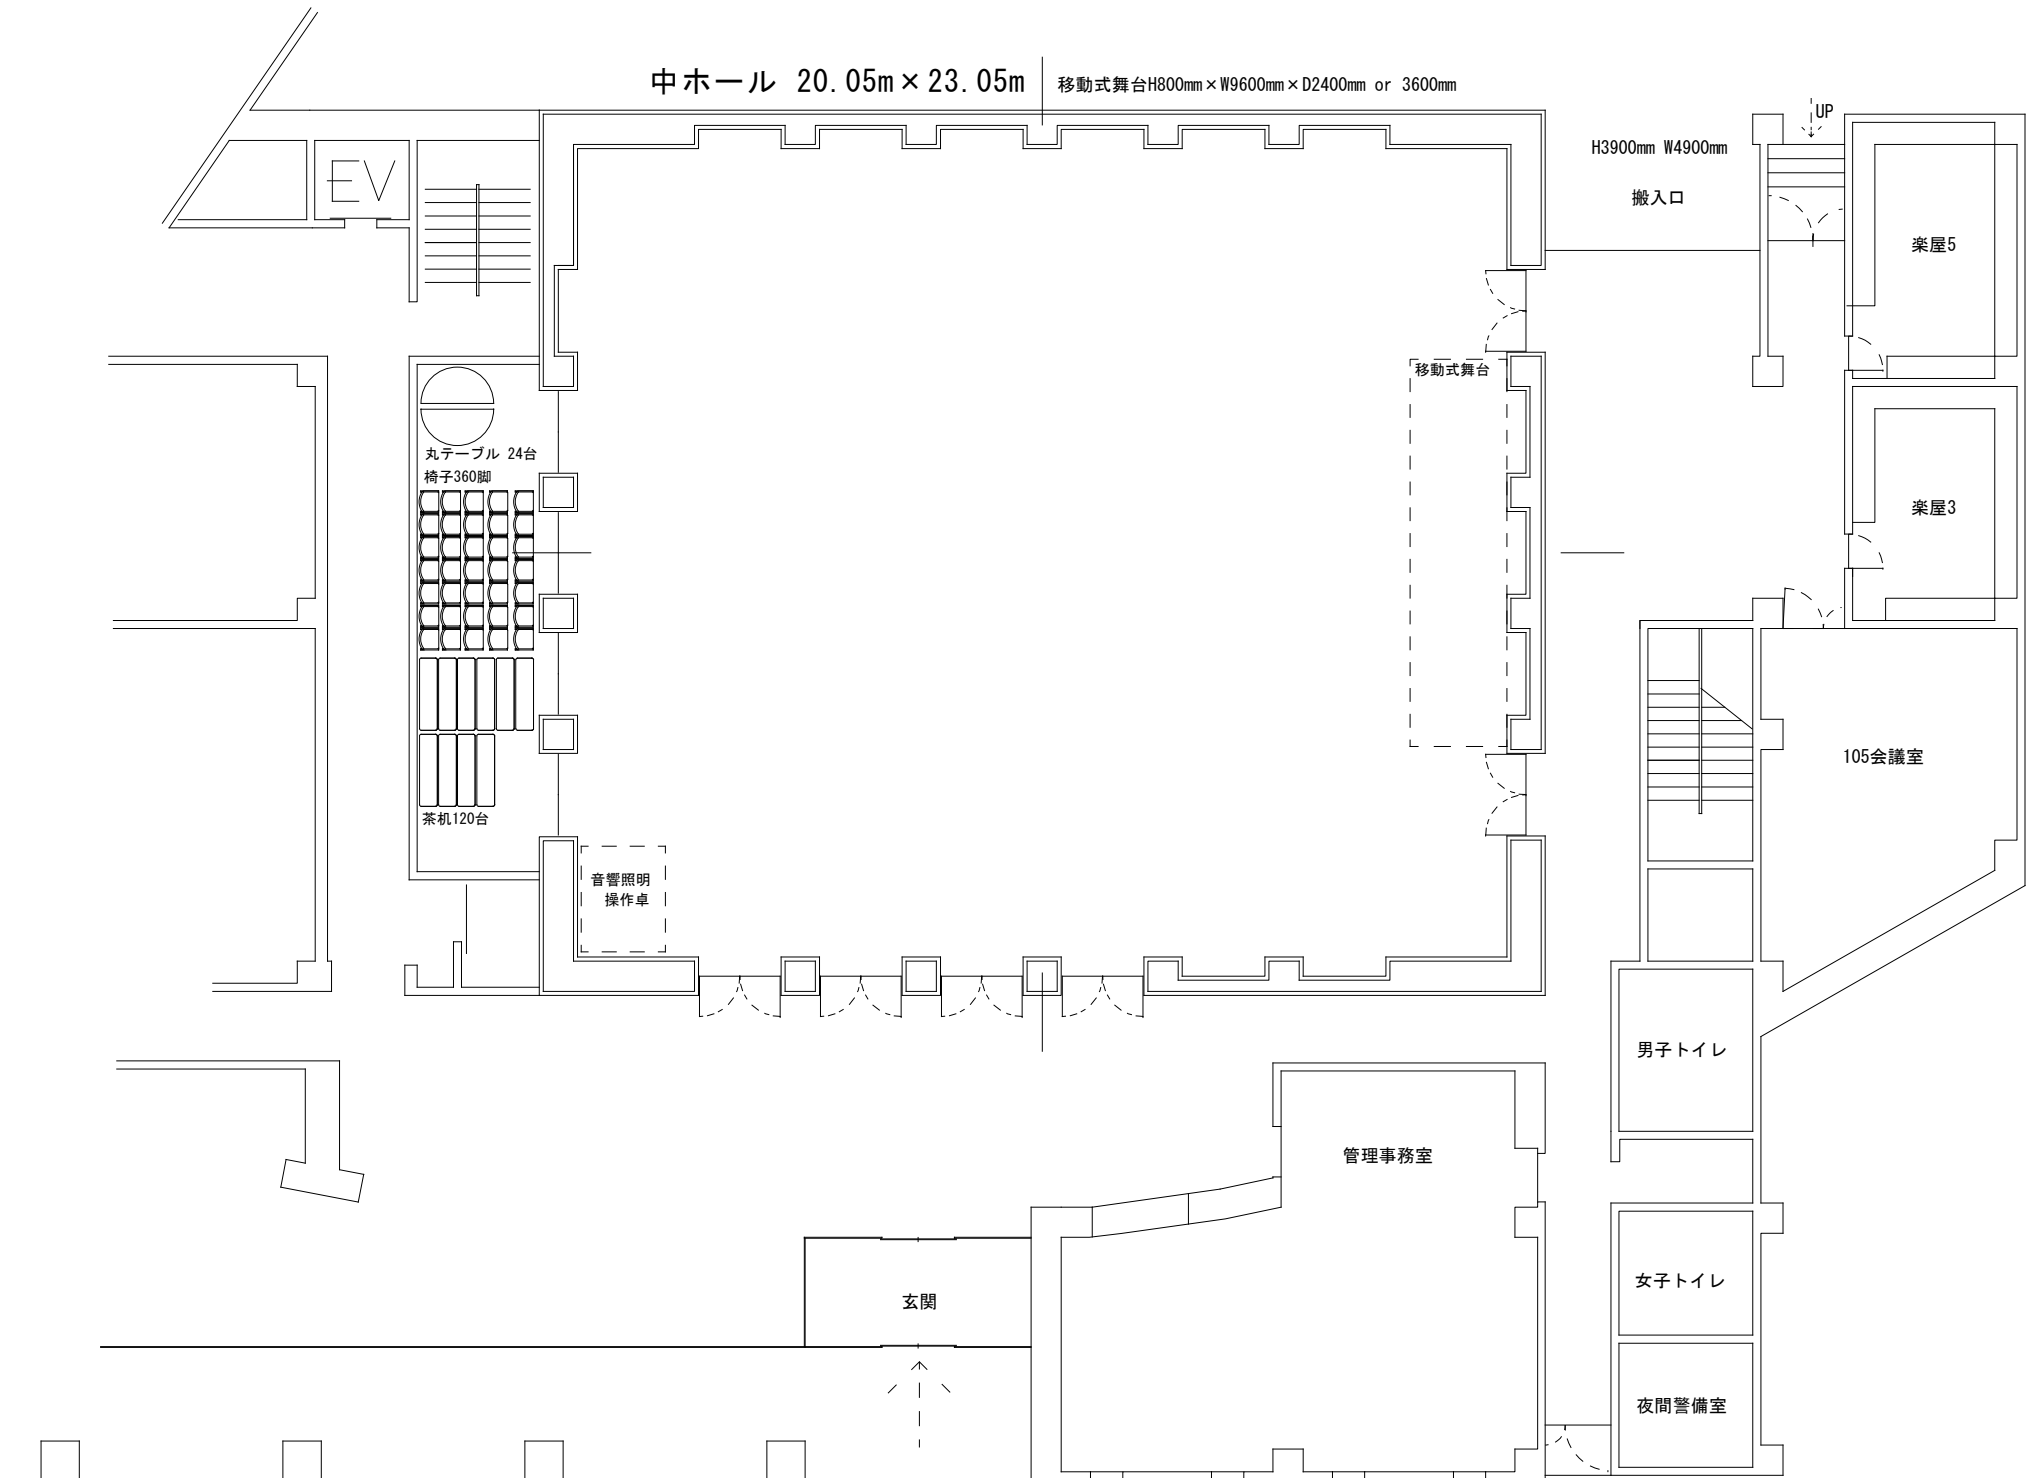 中ホール 20.05m×23.05m
移動式舞台H800mm×W9600mm×D2400mm or 3600mm
UP
H3900mm W4900mm
搬入口
EV
楽屋5
移動式舞台
丸テーブル 24台
椅子360脚
楽屋3
105会議室
茶机120台
音響照明
操作卓
男子トイレ
管理事務室
女子トイレ
玄関
夜間警備室